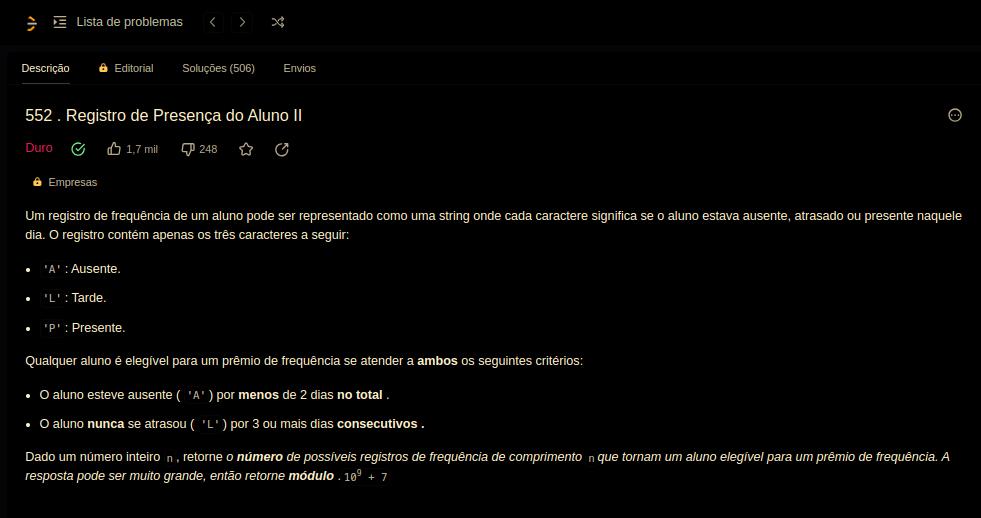 Lista de problemas
Descrição Editorial Soluções (506) Envios
552 . Registro de Presença do Aluno II
Duro 1,7 mil 248
Empresas
Um registro de frequência de um aluno pode ser representado como uma string onde cada caractere significa se o aluno estava ausente, atrasado ou presente naquele
dia. O registro contém apenas os três caracteres a seguir:
• 'A' : Ausente.
• 'L' : Tarde.
• 'P' : Presente.
Qualquer aluno é elegível para um prêmio de frequência se atender a ambos os seguintes critérios:
• O aluno esteve ausente ( 'A' ) por menos de 2 dias no total .
• O aluno nunca se atrasou ( 'L' ) por 3 ou mais dias consecutivos .
Dado um número inteiro n , retorne o número de possíveis registros de frequência de comprimento n que tornam um aluno elegível para um prêmio de frequência. A
resposta pode ser muito grande, então retorne módulo . 10⁹ + 7